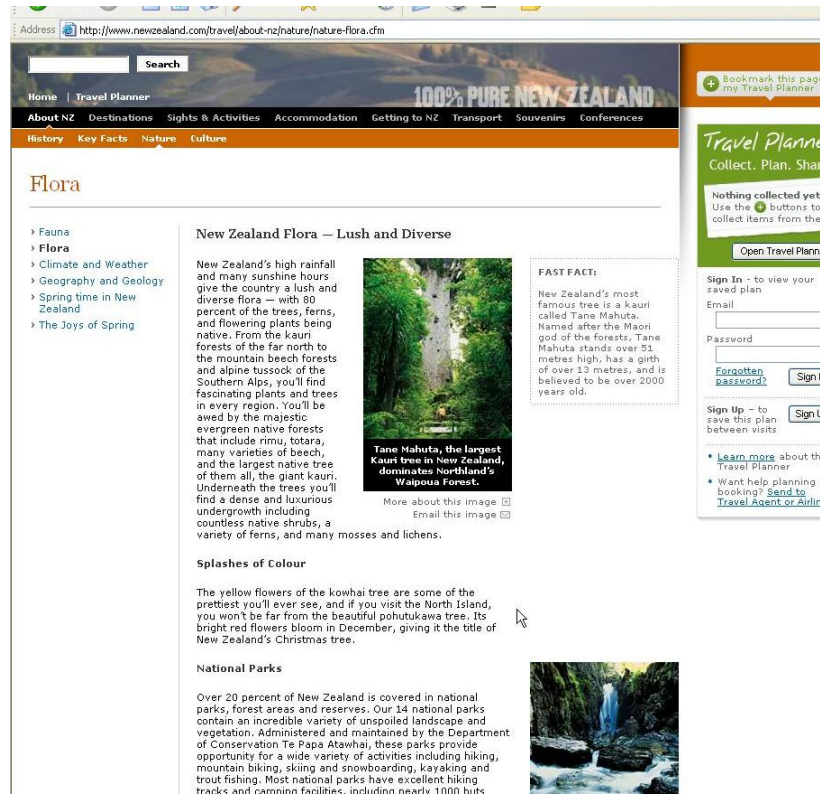 Address http://www.newzealand.com/travel/about-nz/nature/nature-flora.cfm
Search
Home | Travel Planner
100% PURE NEW ZEALAND
About NZ Destinations Sights & Activities Accommodation Getting to NZ Transport Souvenirs Conferences
History Key Facts Nature Culture
Flora
› Fauna
› Flora
› Climate and Weather
› Geography and Geology
› Spring time in New
Zealand
› The Joys of Spring
New Zealand Flora — Lush and Diverse
New Zealand's high rainfall
and many sunshine hours
give the country a lush and
diverse flora — with 80
percent of the trees, ferns,
and flowering plants being
native. From the kauri
forests of the far north to
the mountain beech forests
and alpine tussock of the
Southern Alps, you'll find
fascinating plants and trees
in every region. You'll be
awed by the majestic
evergreen native forests
that include rimu, totara,
many varieties of beech,
and the largest native tree
of them all, the giant kauri.
Underneath the trees you'll
find a dense and luxurious
undergrowth including
countless native shrubs, a
variety of ferns, and many mosses and lichens.
Tane Mahuta, the largest
Kauri tree in New Zealand,
dominates Northland's
Waipoua Forest.
More about this image
Email this image
FAST FACT:
New Zealand's most
famous tree is a kauri
called Tane Mahuta.
Named after the Maori
god of the forests, Tane
Mahuta stands over 51
metres high, has a girth
of over 13 metres, and is
believed to be over 2000
years old.
Splashes of Colour
The yellow flowers of the kowhai tree are some of the
prettiest you'll ever see, and if you visit the North Island,
you won't be far from the beautiful pohutukawa tree. Its
bright red flowers bloom in December, giving it the title of
New Zealand's Christmas tree.
National Parks
Over 20 percent of New Zealand is covered in national
parks, forest areas and reserves. Our 14 national parks
contain an incredible variety of unspoiled landscape and
vegetation. Administered and maintained by the Department
of Conservation Te Papa Atawhai, these parks provide
opportunity for a wide variety of activities including hiking,
mountain biking, skiing and snowboarding, kayaking and
trout fishing. Most national parks have excellent hiking
tracks and camping facilities, including nearly 1000 huts
Bookmark this page
my Travel Planner
Travel Planne
Collect. Plan. Shar
Nothing collected yet
Use the buttons to
collect items from the
Open Travel Plann
Sign In - to view your
saved plan
Email
Password
Forgotten
password?
Sign
Sign Up - to
save this plan
between visits
Sign
• Learn more about th
Travel Planner
• Want help planning
booking? Send to
Travel Agent or Airlin